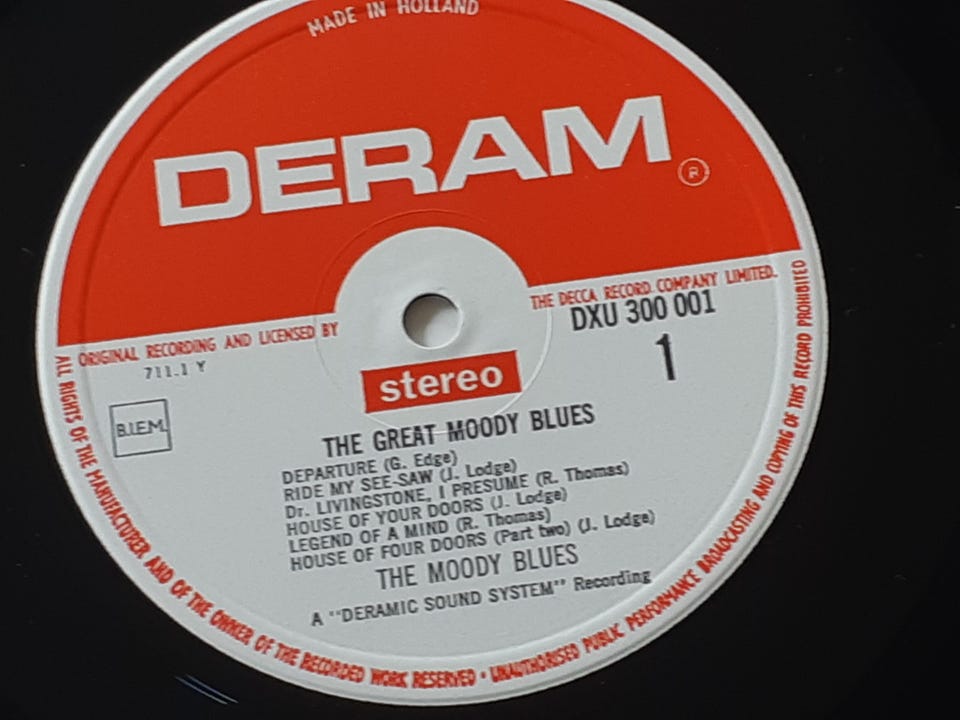 MADE IN HOLLAND
DERAM
R
ORIGINAL RECORDING AND LICENSED BY
THE DECCA RECORD COMPANY LIMITED.
DXU 300 001
711.1 Y
1
B.I.E.M.
stereo
THE GREAT MOODY BLUES
DEPARTURE (G. Edge)
RIDE MY SEE-SAW (J. Lodge)
Dr. LIVINGSTONE, I PRESUME (R. Thomas)
HOUSE OF YOUR DOORS (J. Lodge)
LEGEND OF A MIND (R. Thomas)
HOUSE OF FOUR DOORS (Part two) (J. Lodge)
THE MOODY BLUES
A "DERAMIC SOUND SYSTEM" Recording
ALL RIGHTS OF THE MANUFACTURER AND OF THE OWNER OF THE RECORDED WORK RESERVED • UNAUTHORISED PUBLIC PERFORMANCE BROADCASTING AND COPYING OF THIS RECORD PROHIBITED